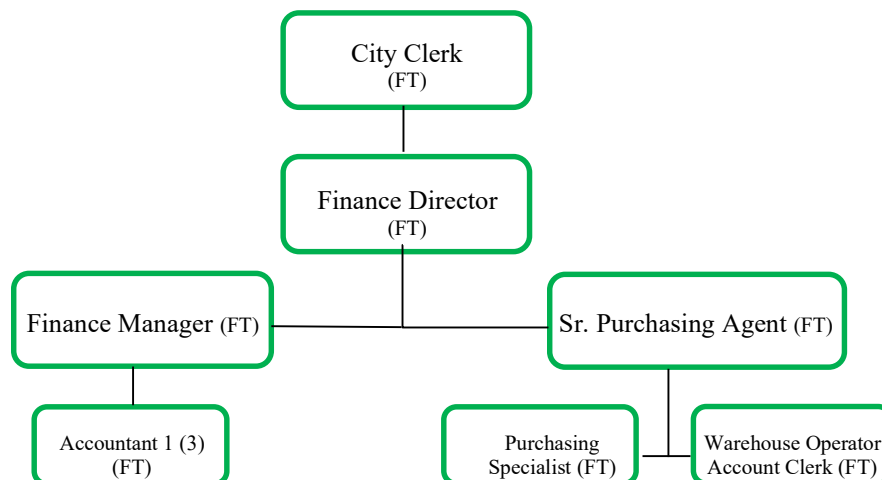 City Clerk
(FT)
Finance Director
(FT)
Finance Manager (FT)
Sr. Purchasing Agent (FT)
Accountant 1 (3)
(FT)
Purchasing
Specialist (FT)
Warehouse Operator
Account Clerk (FT)